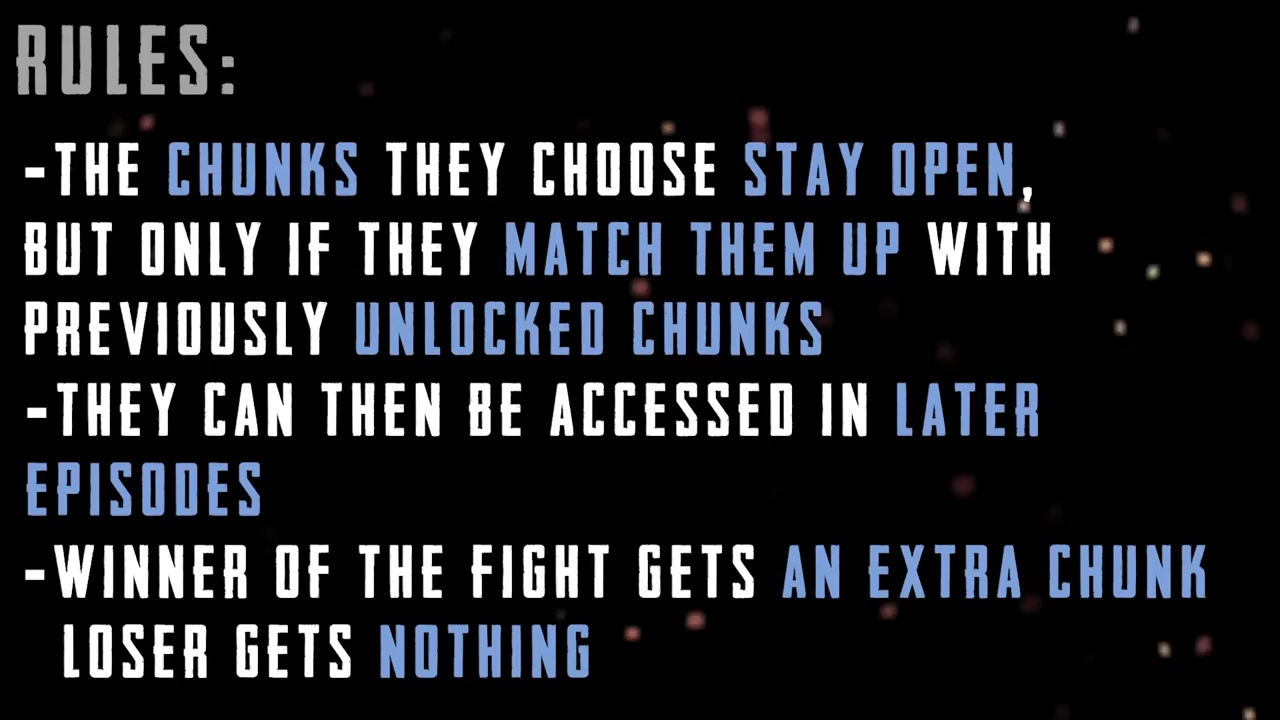 RULES:
-THE CHUNKS THEY CHOOSE STAY OPEN,
BUT ONLY IF THEY MATCH THEM UP WITH
PREVIOUSLY UNLOCKED CHUNKS
-THEY CAN THEN BE ACCESSED IN LATER
EPISODES
-WINNER OF THE FIGHT GETS AN EXTRA CHUNK
LOSER GETS NOTHING